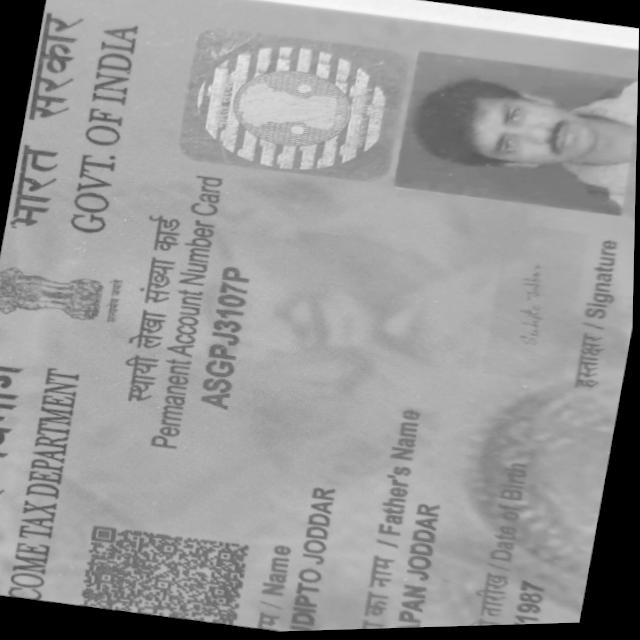 COME TAX DEPARTMENT
भारत सरकार
GOVT. OF INDIA
स्थायी लेखा संख्या कार्ड
Permanent Account Number Card
ASGPJ3107P
/ Name
DIPTO JODDAR
का नाम / Father's Name
PAN JODDAR
/ Date of Birth
1987
हस्ताक्षर / Signature